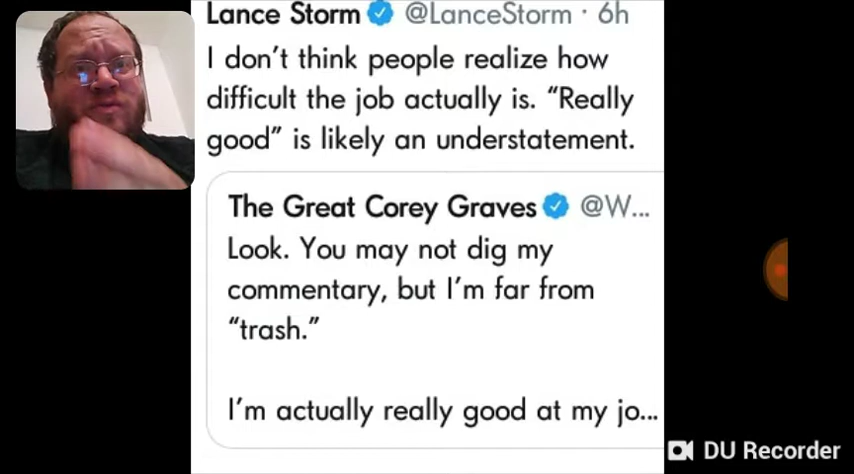 Lance Storm @LanceStorm · 6h
I don't think people realize how
difficult the job actually is. “Really
good” is likely an understatement.
The Great Corey Graves @W...
Look. You may not dig my
commentary, but I'm far from
“trash.”
I'm actually really good at my jo...
DU Recorder